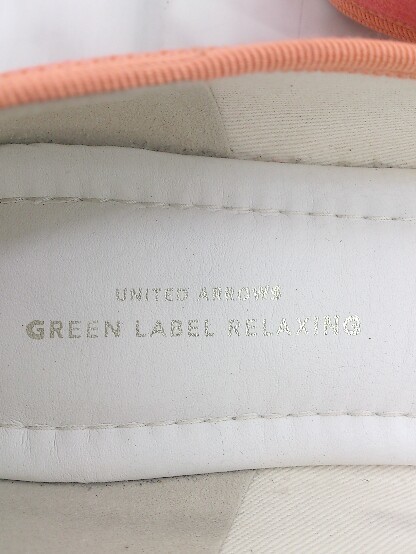 UNITED ARROWS
GREEN LABEL RELAXING